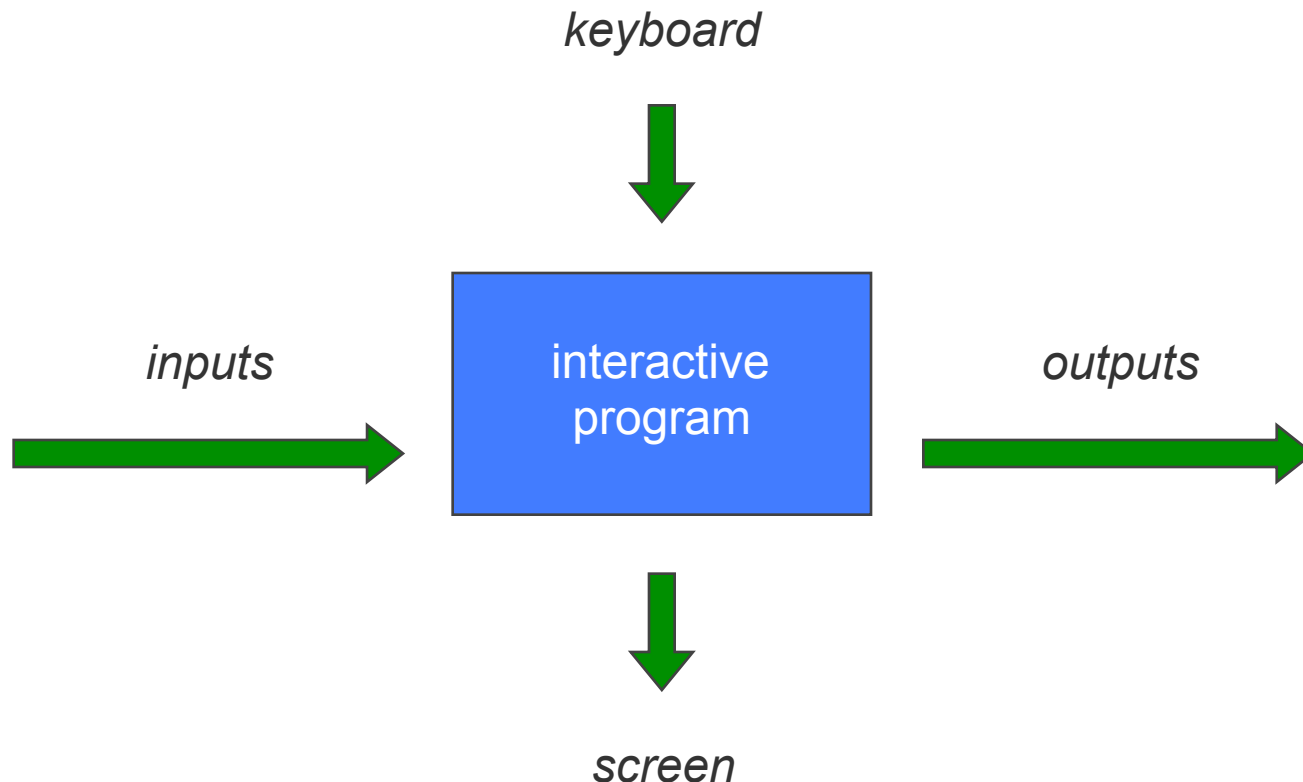 keyboard
inputs
interactive
program
outputs
screen